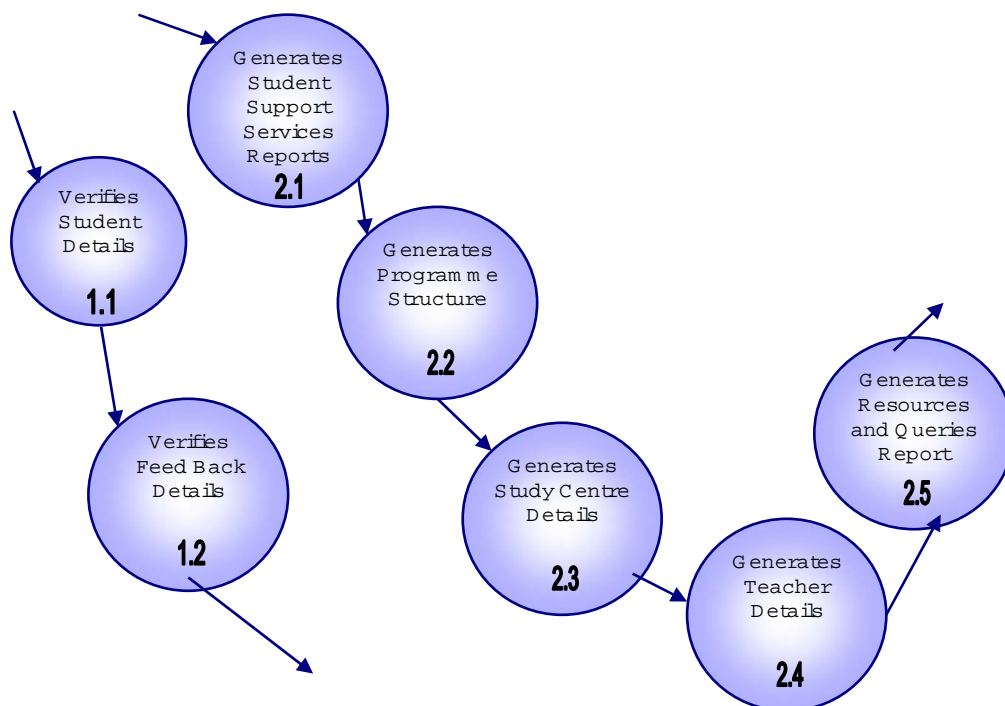 Generates
Student
Support
Services
Reports
2.1
Verifies
Student
Details
1.1
Generates
Programme
Structure
2.2
Verifies
Feed Back
Details
1.2
Generates
Study Centre
Details
2.3
Generates
Teacher
Details
2.4
Generates
Resources
and Queries
Report
2.5